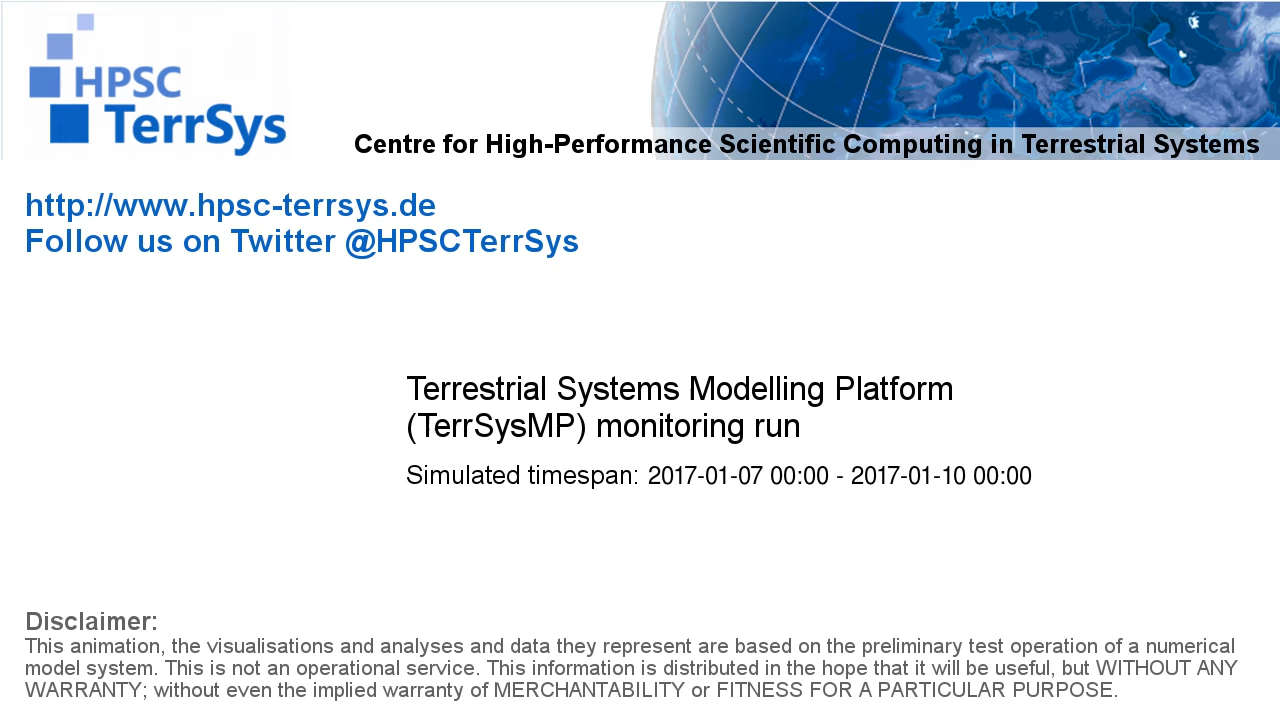 HPSC
TerrSys
Centre for High-Performance Scientific Computing in Terrestrial Systems
http://www.hpsc-terrsys.de
Follow us on Twitter @HPSCTerrSys
Terrestrial Systems Modelling Platform
(TerrSysMP) monitoring run
Simulated timespan: 2017-01-07 00:00 - 2017-01-10 00:00
Disclaimer:
This animation, the visualisations and analyses and data they represent are based on the preliminary test operation of a numerical
model system. This is not an operational service. This information is distributed in the hope that it will be useful, but WITHOUT ANY
WARRANTY; without even the implied warranty of MERCHANTABILITY or FITNESS FOR A PARTICULAR PURPOSE.